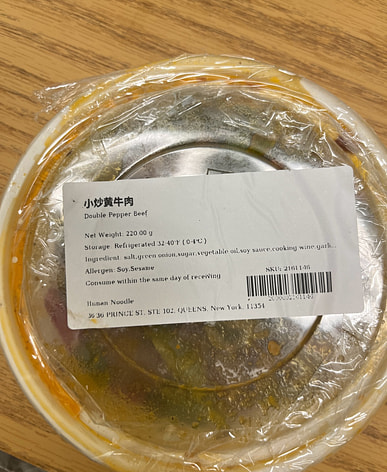 小炒黄牛肉
Double Pepper Beef
Net Weight: 220.00 g
Storage: Refrigerated 32-40°F ( 0-4°C )
Ingredient: salt,green onion,sugar,vegetable oil,soy sauce,cooking wine,garli...
Allergen: Soy,Sesame
Consume within the same day of receiving
SKU: 2161146
Hunan Noodle
36-36 PRINCE ST. STE 102. QUEENS, New York, 11354